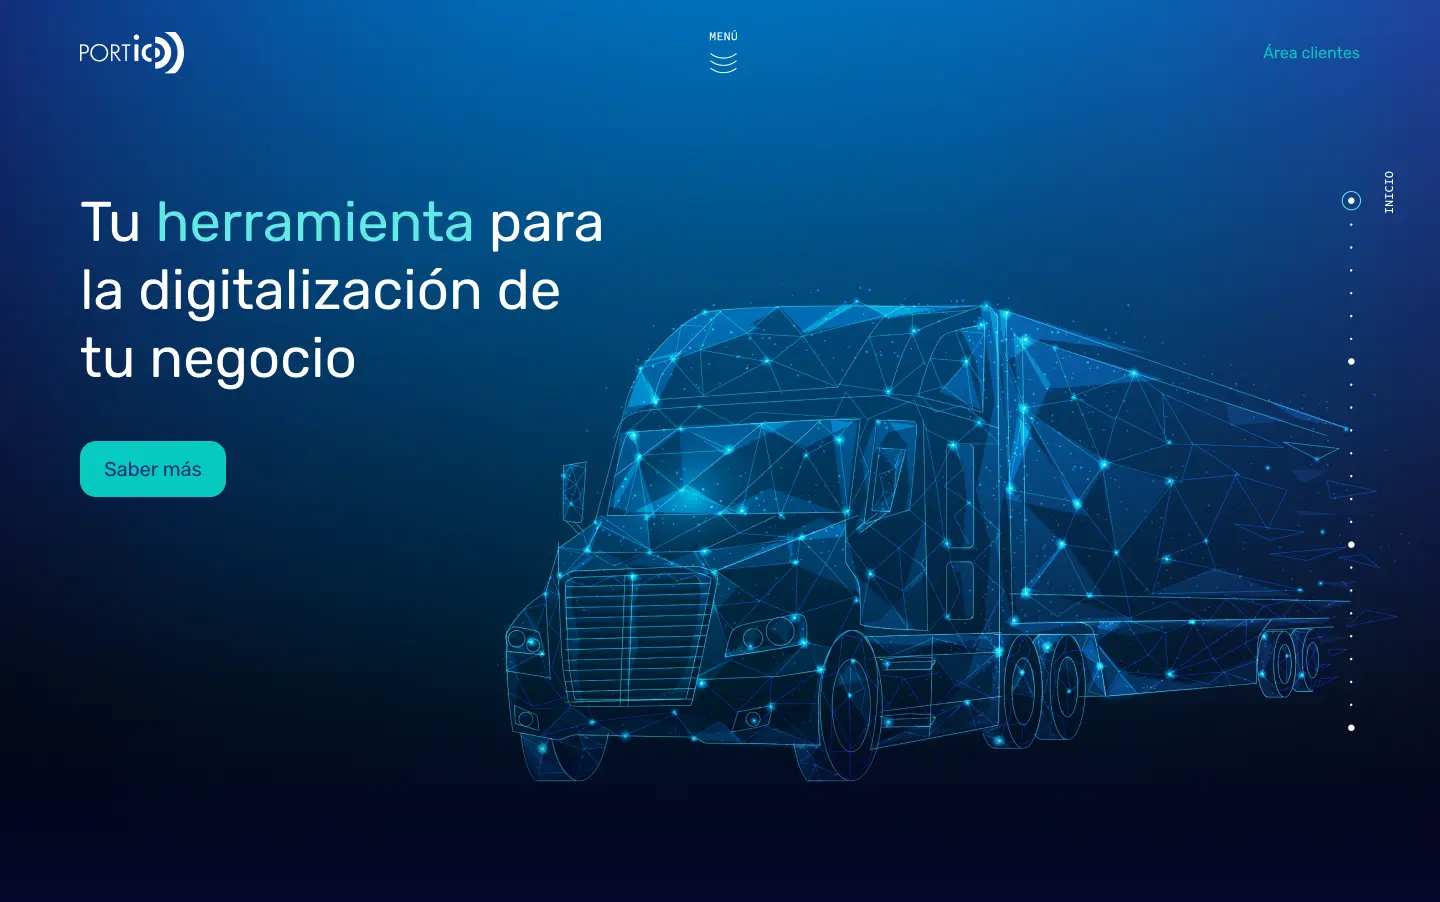 PORTIC
MENÚ
Área clientes
INICIO
Tu herramienta para
la digitalización de
tu negocio
Saber más